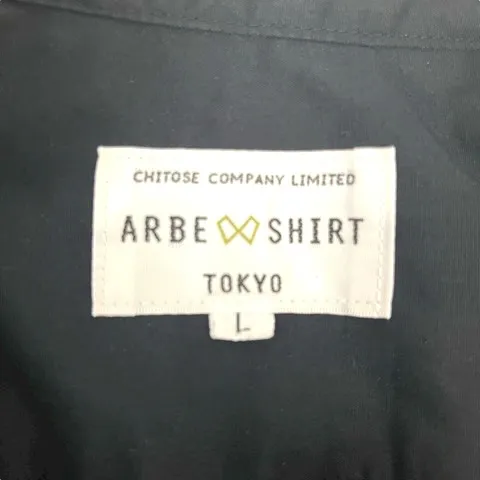 CHITOSE COMPANY LIMITED
ARBE SHIRT
TOKYO
L